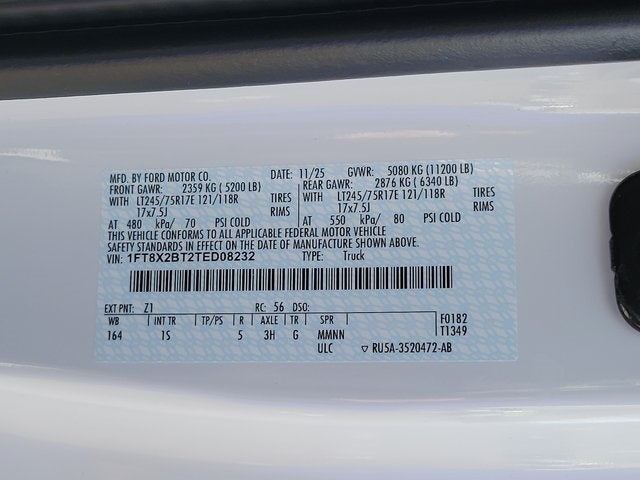 MFD. BY FORD MOTOR CO. DATE: 11/25 GVWR: 5080 KG (11200 LB)
FRONT GAWR: 2359 KG (5200 LB) REAR GAWR: 2876 KG (6340 LB)
WITH LT245/75R17E 121/118R TIRES WITH LT245/75R17E 121/118R TIRES
17x7.5J RIMS 17x7.5J RIMS
AT 480 kPa/ 70 PSI COLD AT 550 kPa/ 80 PSI COLD
THIS VEHICLE CONFORMS TO ALL APPLICABLE FEDERAL MOTOR VEHICLE
SAFETY STANDARDS IN EFFECT ON THE DATE OF MANUFACTURE SHOWN ABOVE.
VIN: 1FT8X2BT2TED08232 TYPE: Truck
EXT PNT: Z1 RC: 56 DSO: F0182
WB INT TR TP/PS R AXLE TR SPR T1349
164 1S 5 3H G MMNN
ULC ▽ RU5A-3520472-AB